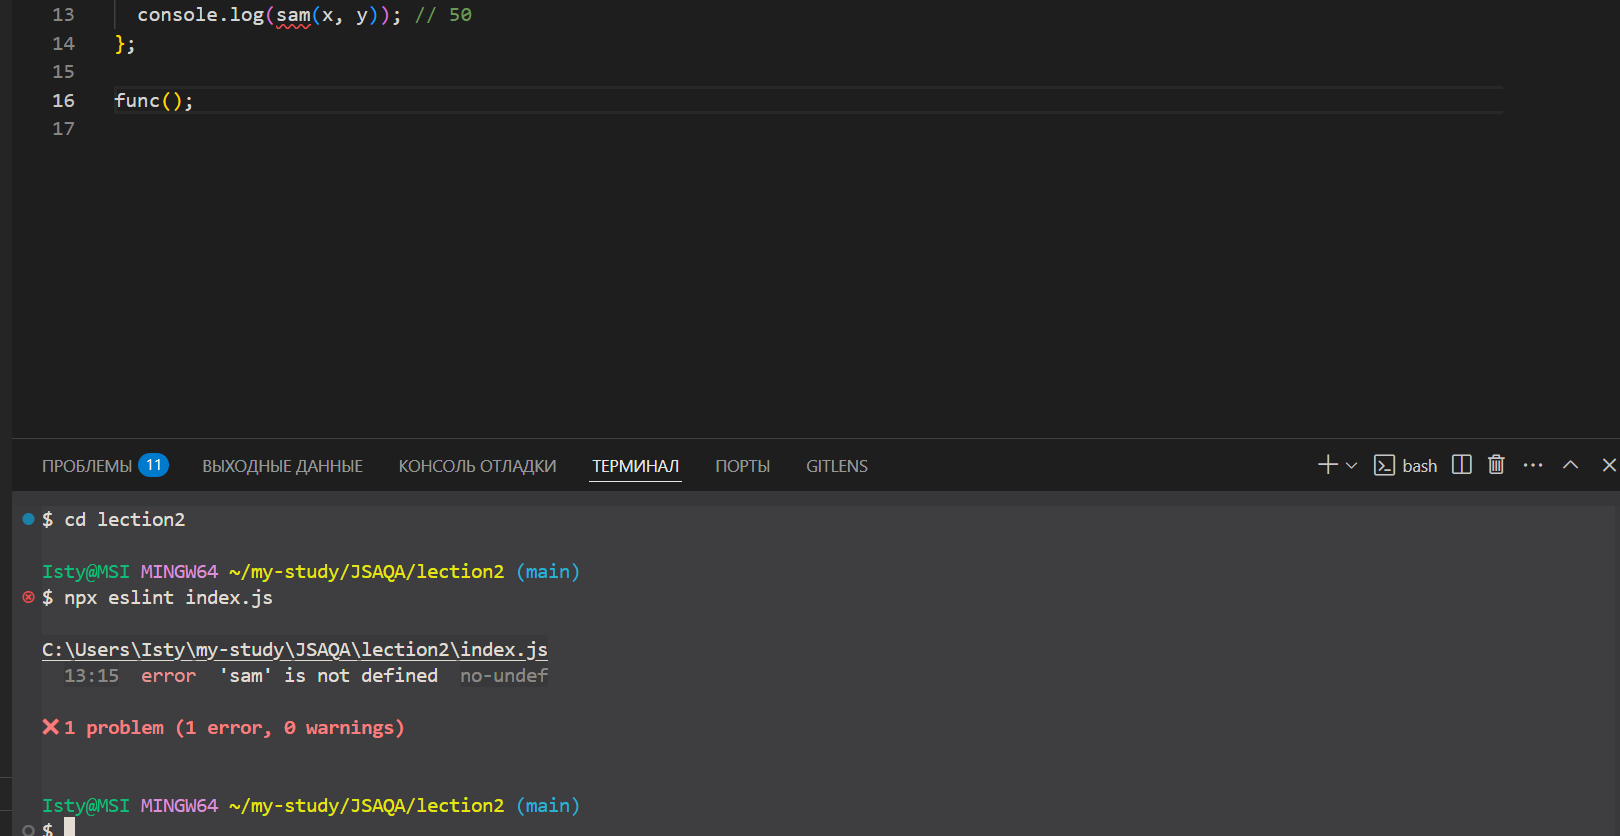 13 console.log(sam(x, y)); // 50
14 };
15
16 func();
17
ПРОБЛЕМЫ 11 ВЫХОДНЫЕ ДАННЫЕ КОНСОЛЬ ОТЛАДКИ ТЕРМИНАЛ ПОРТЫ GITLENS bash
$ cd lection2
Isty@MSI MINGW64 ~/my-study/JSAQA/lection2 (main)
$ npx eslint index.js
C:\Users\Isty\my-study\JSAQA\lection2\index.js
13:15 error 'sam' is not defined no-undef
1 problem (1 error, 0 warnings)
Isty@MSI MINGW64 ~/my-study/JSAQA/lection2 (main)
$